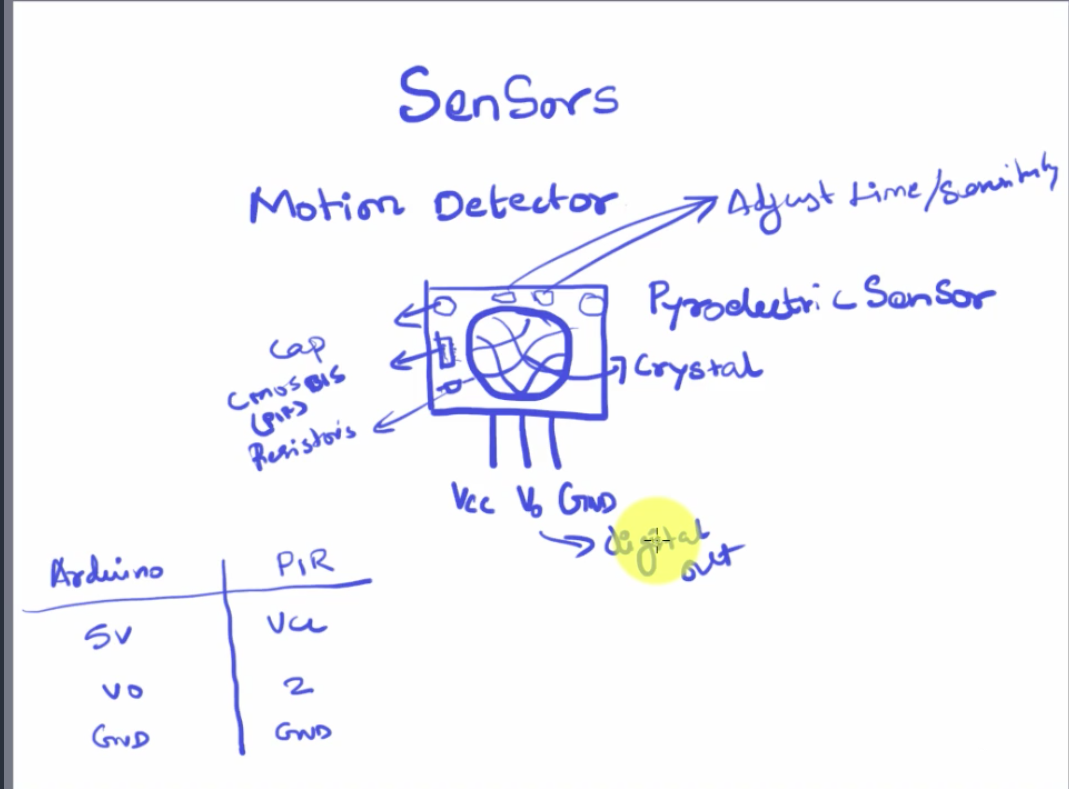 Sensors
Motion Detector
Adjust time/sensitivity
Pyroelectric Sensor
Crystal
Cap
CMOS BIS
(PIR)
Resistors
Vcc Vo GND
digital
out
Arduino PIR
5V Vcc
VO 2
GND GND